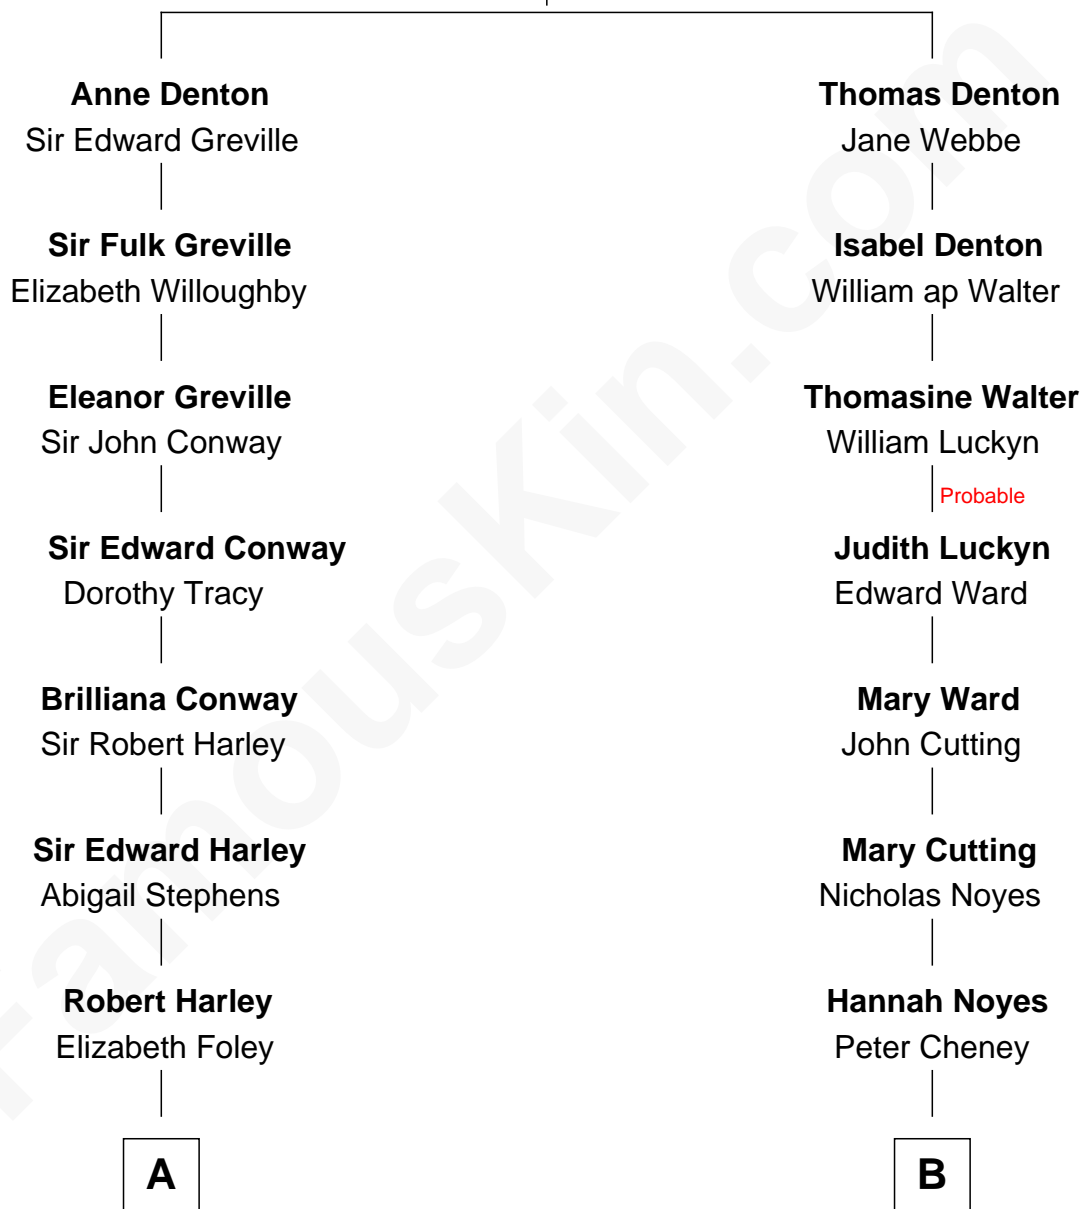 Anne Denton
Sir Edward Greville
Sir Fulk Greville
Elizabeth Willoughby
Eleanor Greville
Sir John Conway
Sir Edward Conway
Dorothy Tracy
Brilliana Conway
Sir Robert Harley
Sir Edward Harley
Abigail Stephens
Robert Harley
Elizabeth Foley
A
Thomas Denton
Jane Webbe
Isabel Denton
William ap Walter
Thomasine Walter
William Luckyn
Probable
Judith Luckyn
Edward Ward
Mary Ward
John Cutting
Mary Cutting
Nicholas Noyes
Hannah Noyes
Peter Cheney
B
FamousKin.com